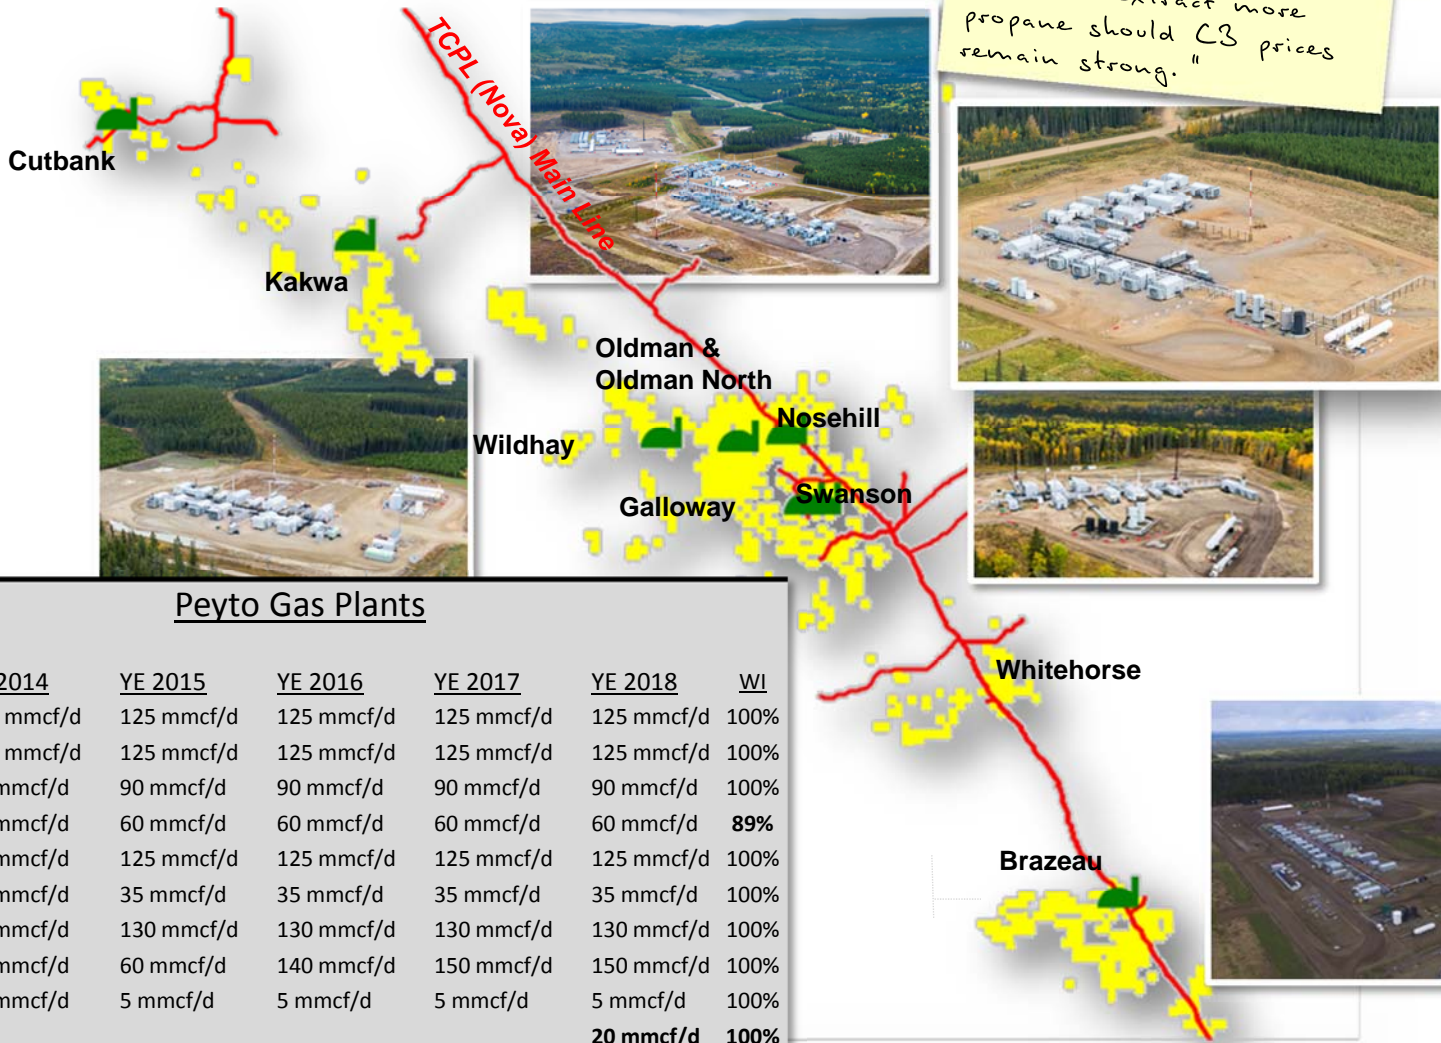 more
propane should C3 prices
remain strong."
TCPL (Nova) Main Line
Cutbank
Kakwa
Oldman &
Oldman North
Nosehill
Wildhay
Swanson
Galloway
Whitehorse
Brazeau
Peyto Gas Plants
2014 YE 2015 YE 2016 YE 2017 YE 2018 WI
mmcf/d 125 mmcf/d 125 mmcf/d 125 mmcf/d 125 mmcf/d 100%
mmcf/d 125 mmcf/d 125 mmcf/d 125 mmcf/d 125 mmcf/d 100%
mmcf/d 90 mmcf/d 90 mmcf/d 90 mmcf/d 90 mmcf/d 100%
mmcf/d 60 mmcf/d 60 mmcf/d 60 mmcf/d 60 mmcf/d 89%
mmcf/d 125 mmcf/d 125 mmcf/d 125 mmcf/d 125 mmcf/d 100%
mmcf/d 35 mmcf/d 35 mmcf/d 35 mmcf/d 35 mmcf/d 100%
mmcf/d 130 mmcf/d 130 mmcf/d 130 mmcf/d 130 mmcf/d 100%
mmcf/d 60 mmcf/d 140 mmcf/d 150 mmcf/d 150 mmcf/d 100%
mmcf/d 5 mmcf/d 5 mmcf/d 5 mmcf/d 5 mmcf/d 100%
20 mmcf/d 100%